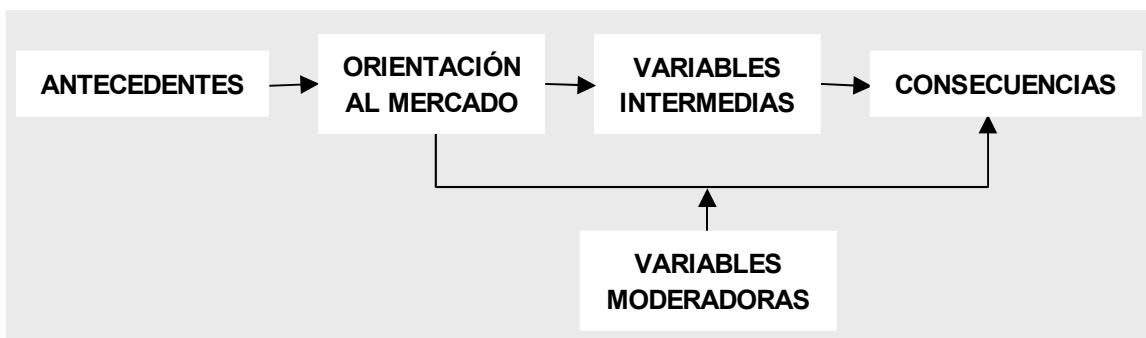 ANTECEDENTES
ORIENTACIÓN
AL MERCADO
VARIABLES
INTERMEDIAS
CONSECUENCIAS
VARIABLES
MODERADORAS